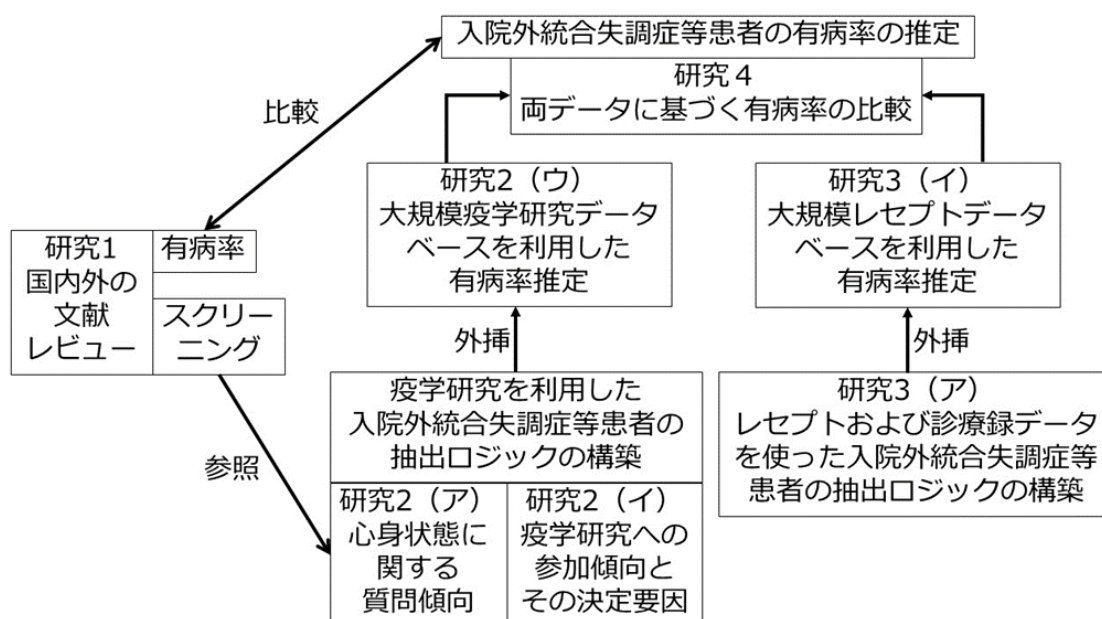 入院外統合失調症等患者の有病率の推定
研究４
両データに基づく有病率の比較
比較
研究2（ウ）
大規模疫学研究データ
ベースを利用した
有病率推定
研究3（イ）
大規模レセプトデータ
ベースを利用した
有病率推定
研究1
国内外の
文献
レビュー
有病率
スクリー
ニング
外挿
外挿
参照
疫学研究を利用した
入院外統合失調症等患者の
抽出ロジックの構築
研究2（ア）
心身状態に
関する
質問傾向
研究2（イ）
疫学研究への
参加傾向と
その決定要因
研究3（ア）
レセプトおよび診療録データ
を使った入院外統合失調症等
患者の抽出ロジックの構築